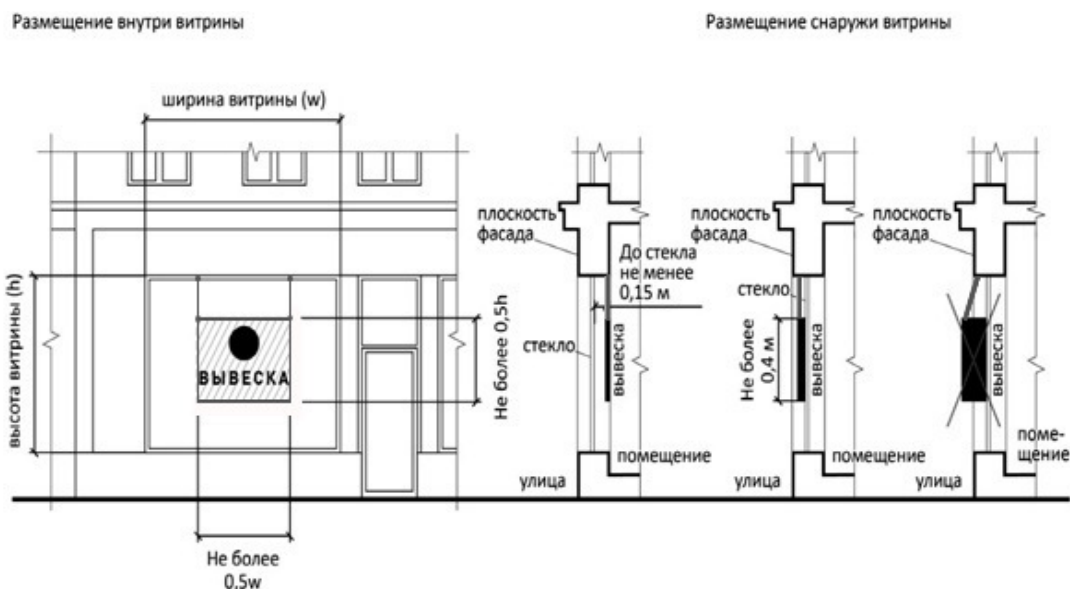 Размещение внутри витрины
Размещение снаружи витрины
ширина витрины (w)
высота витрины (h)
ВЫВЕСКА
Не более 0,5h
Не более
0,5w
плоскость
фасада
До стекла
не менее
0,15 м
стекло
вывеска
помещение
улица
плоскость
фасада
стекло
Не более
0,4 м
вывеска
помещение
улица
плоскость
фасада
вывеска
поме-
щение
улица